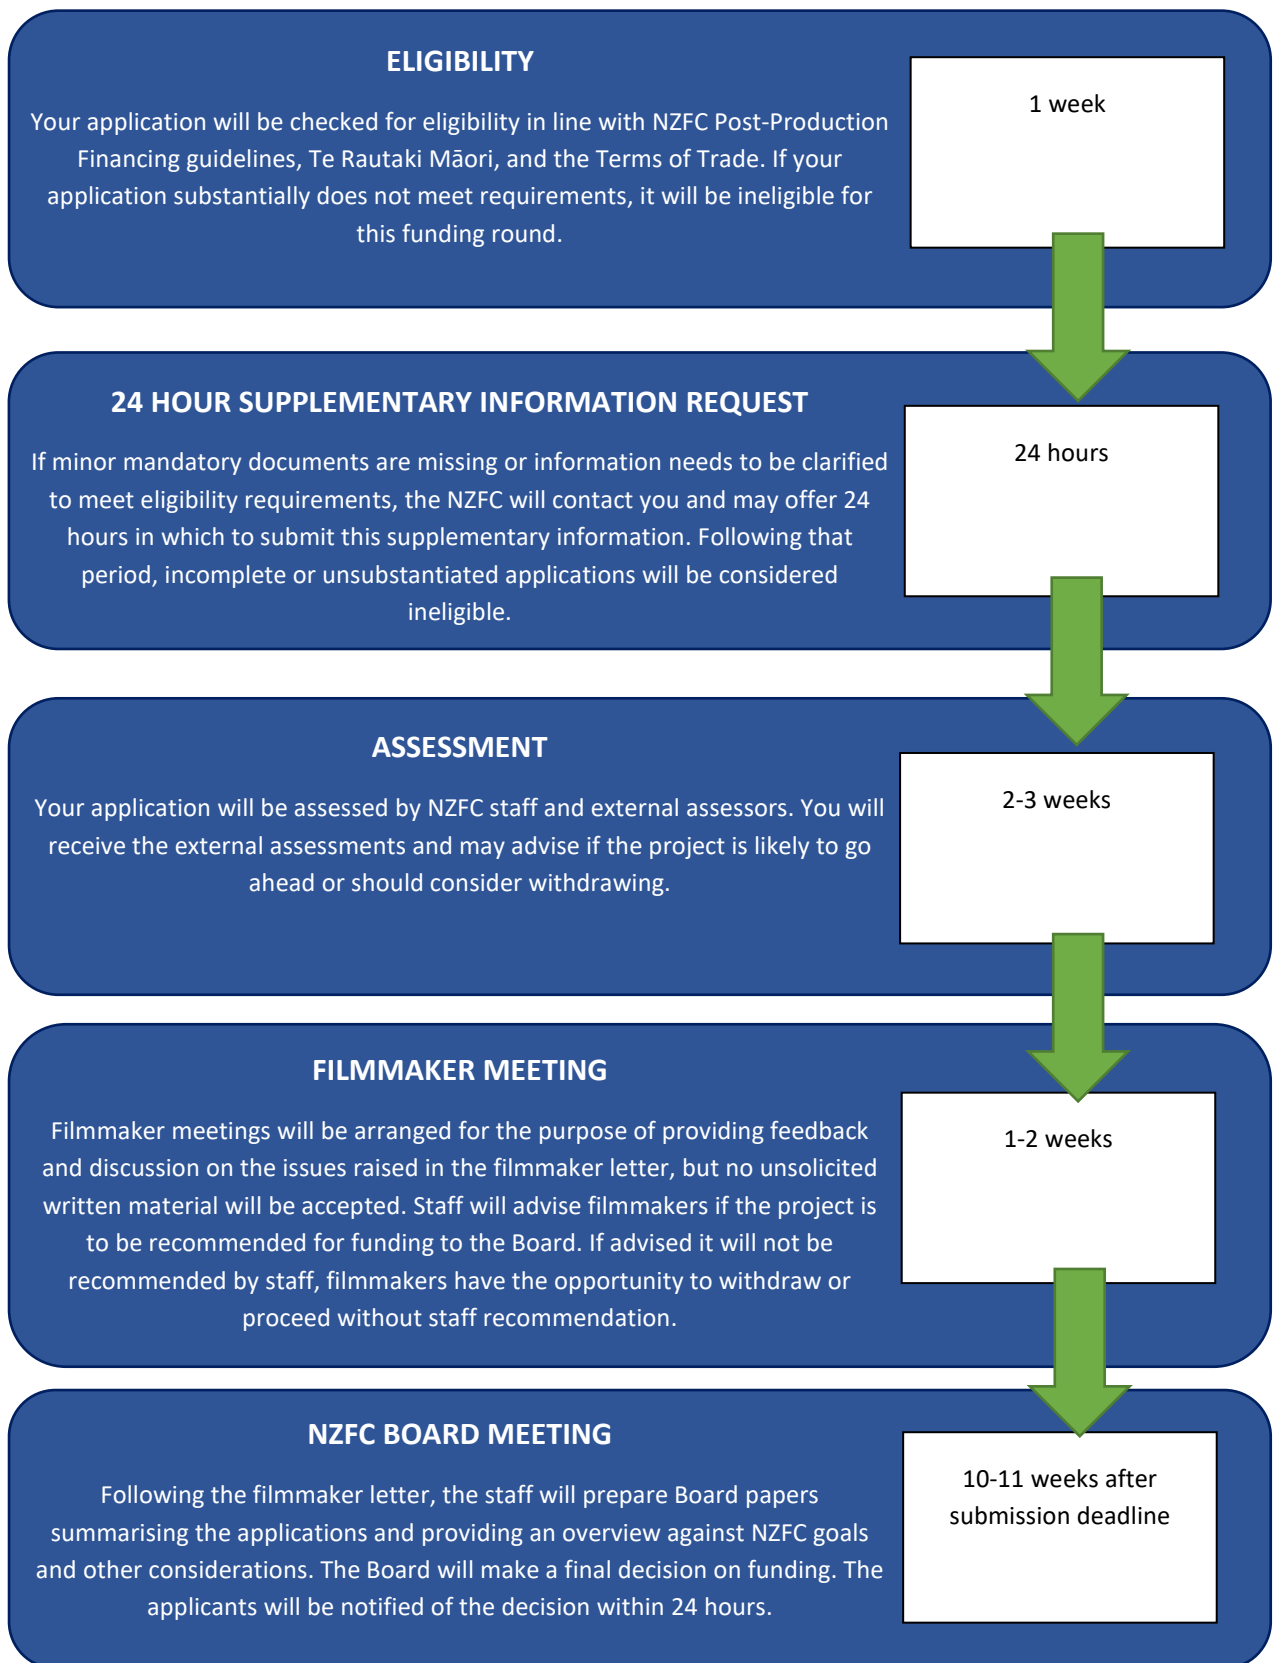 ELIGIBILITY
Your application will be checked for eligibility in line with NZFC Post-Production
Financing guidelines, Te Rautaki Māori, and the Terms of Trade. If your
application substantially does not meet requirements, it will be ineligible for
this funding round.
1 week
24 HOUR SUPPLEMENTARY INFORMATION REQUEST
If minor mandatory documents are missing or information needs to be clarified
to meet eligibility requirements, the NZFC will contact you and may offer 24
hours in which to submit this supplementary information. Following that
period, incomplete or unsubstantiated applications will be considered
ineligible.
24 hours
ASSESSMENT
Your application will be assessed by NZFC staff and external assessors. You will
receive the external assessments and may advise if the project is likely to go
ahead or should consider withdrawing.
2-3 weeks
FILMMAKER MEETING
Filmmaker meetings will be arranged for the purpose of providing feedback
and discussion on the issues raised in the filmmaker letter, but no unsolicited
written material will be accepted. Staff will advise filmmakers if the project is
to be recommended for funding to the Board. If advised it will not be
recommended by staff, filmmakers have the opportunity to withdraw or
proceed without staff recommendation.
1-2 weeks
NZFC BOARD MEETING
Following the filmmaker letter, the staff will prepare Board papers
summarising the applications and providing an overview against NZFC goals
and other considerations. The Board will make a final decision on funding. The
applicants will be notified of the decision within 24 hours.
10-11 weeks after
submission deadline